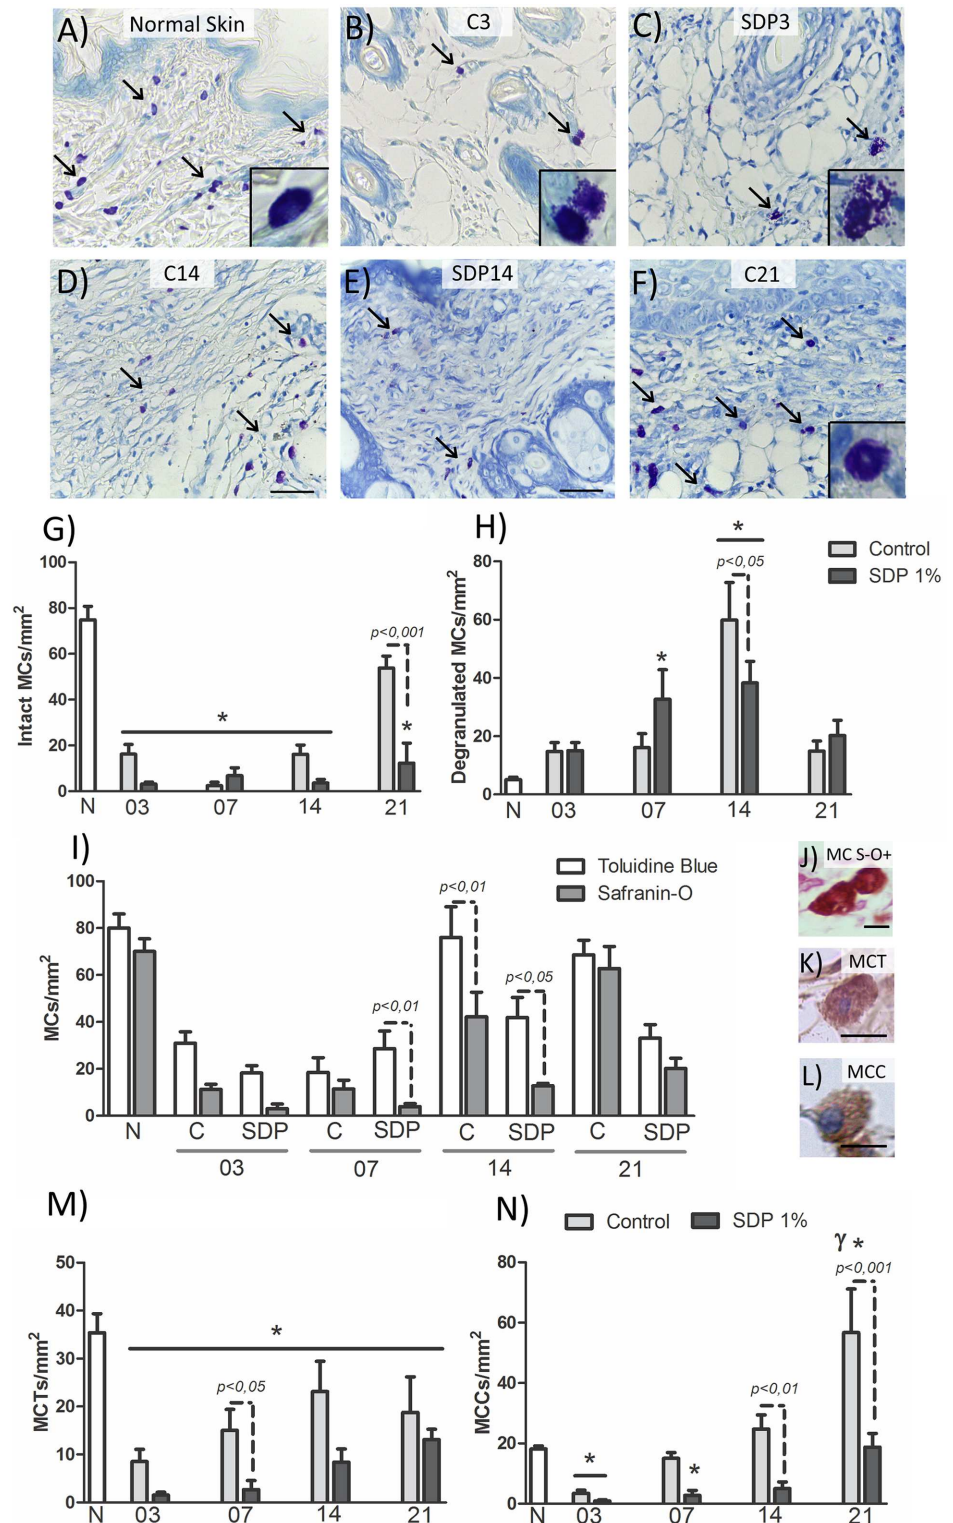 A) Normal Skin
B) C3
C) SDP3
D) C14
E) SDP14
F) C21
G)
Intact MCs/mm²
100
80
60
40
20
0
p<0,001
*
*
N 03 07 14 21
H)
Degranulated MCs/mm²
80
60
40
20
0
*
p<0,05
*
Control
SDP 1%
N 03 07 14 21
I)
MCs/mm²
100
80
60
40
20
0
Toluidine Blue
Safranin-O
p<0,01
p<0,01
p<0,05
N C SDP C SDP C SDP C SDP
03 07 14 21
J) MC S-O+
K) MCT
L) MCC
M)
MCTs/mm²
50
40
30
20
10
0
*
p<0,05
N 03 07 14 21
N)
Control SDP 1%
MCCs/mm²
80
60
40
20
0
γ *
p<0,001
p<0,01
*
*
N 03 07 14 21